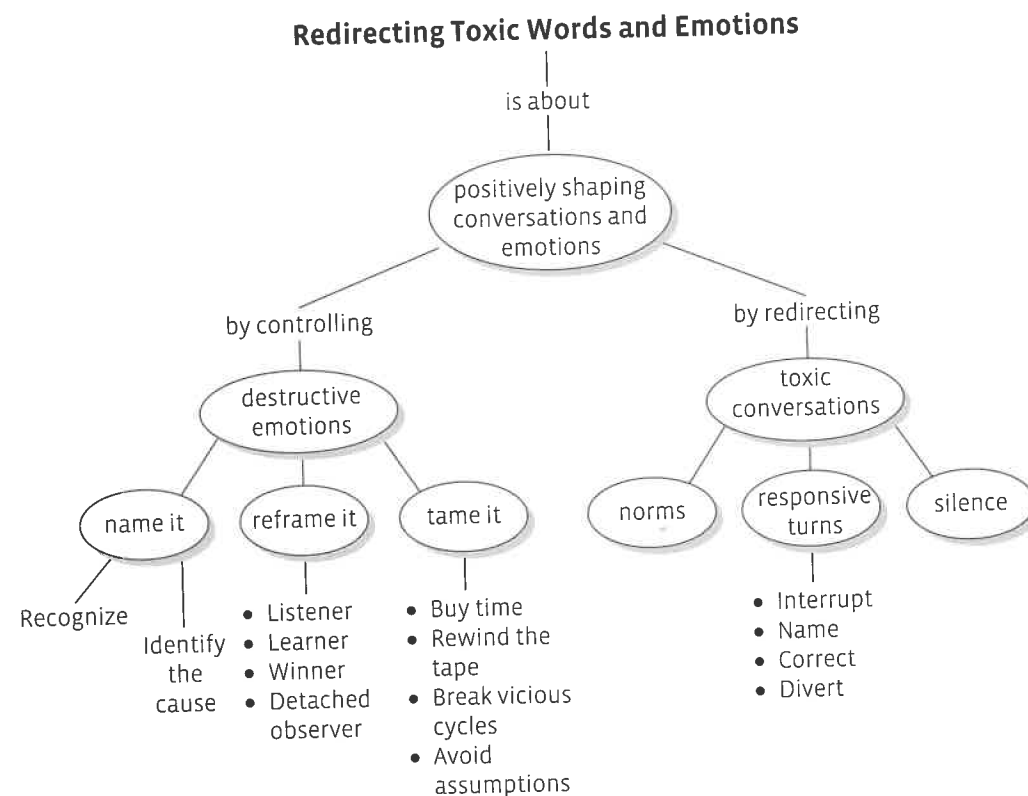 Redirecting Toxic Words and Emotions
is about
positively shaping
conversations and
emotions
by controlling
by redirecting
destructive
emotions
toxic
conversations
name it
reframe it
tame it
norms
responsive
turns
silence
Recognize
Identify
the
cause
• Listener
• Learner
• Winner
• Detached
observer
• Buy time
• Rewind the
tape
• Break vicious
cycles
• Avoid
assumptions
• Interrupt
• Name
• Correct
• Divert